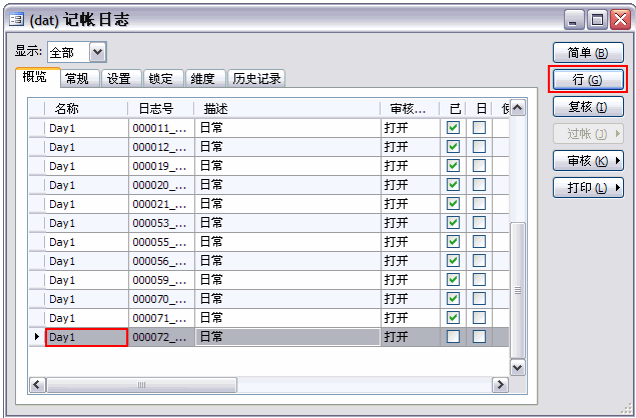 (dat) 记帐日志
显示: 全部
概览 常规 设置 锁定 维度 历史记录
名称 日志号 描述 审核... 已 日
Day1 000011_... 日常 打开
Day1 000012_... 日常 打开
Day1 000019_... 日常 打开
Day1 000020_... 日常 打开
Day1 000021_... 日常 打开
Day1 000053_... 日常 打开
Day1 000055_... 日常 打开
Day1 000056_... 日常 打开
Day1 000059_... 日常 打开
Day1 000070_... 日常 打开
Day1 000071_... 日常 打开
Day1 000072_... 日常 打开
简单 (B)
行 (G)
复核 (I)
过帐 (J)
审核 (K)
打印 (L)